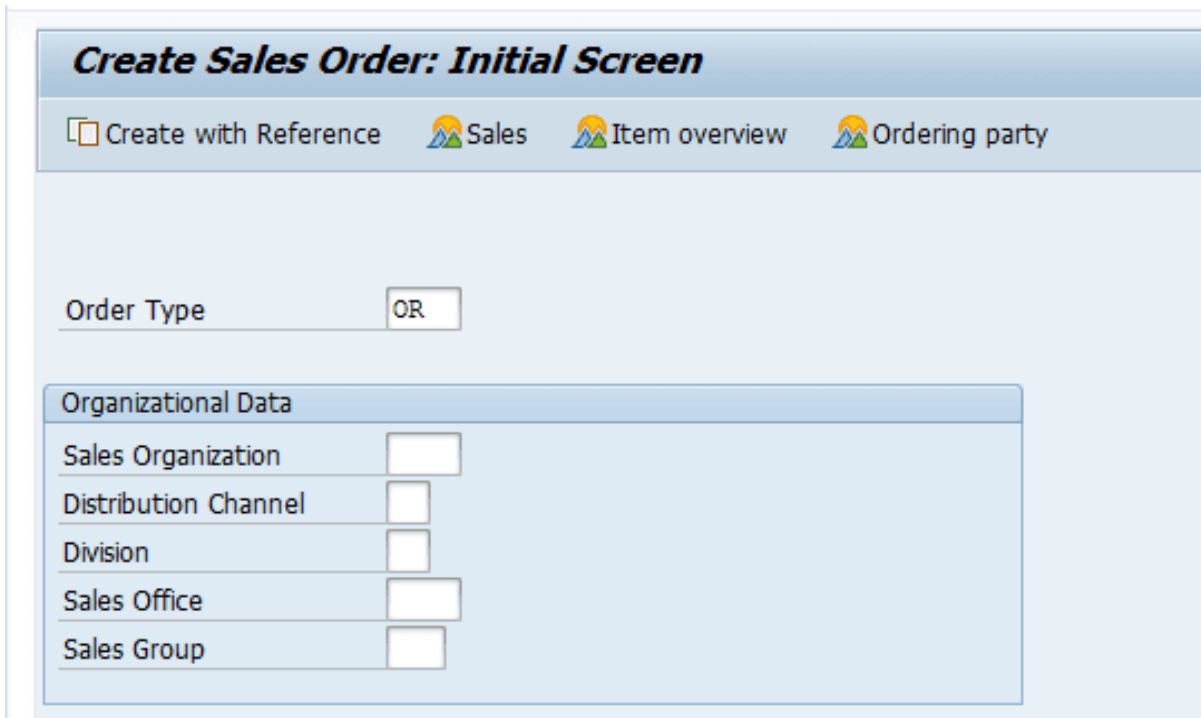 Create Sales Order: Initial Screen
Create with Reference Sales Item overview Ordering party
Order Type OR
Organizational Data
Sales Organization
Distribution Channel
Division
Sales Office
Sales Group